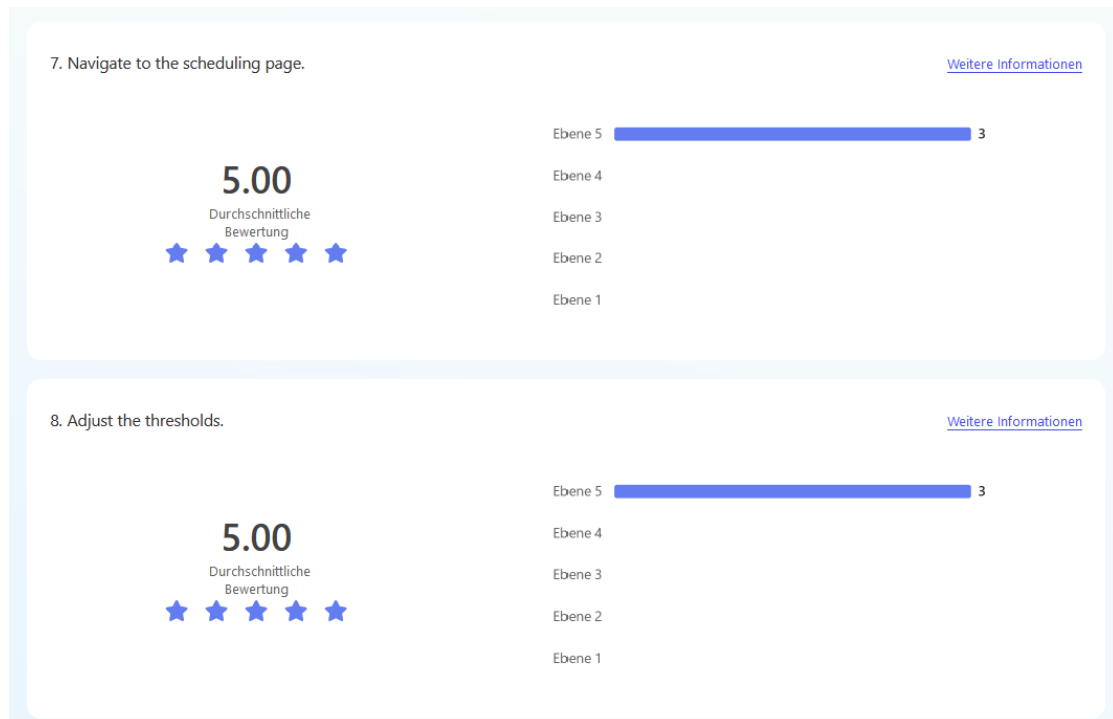 7. Navigate to the scheduling page.
Weitere Informationen
5.00
Durchschnittliche
Bewertung
Ebene 5
3
Ebene 4
Ebene 3
Ebene 2
Ebene 1
8. Adjust the thresholds.
Weitere Informationen
5.00
Durchschnittliche
Bewertung
Ebene 5
3
Ebene 4
Ebene 3
Ebene 2
Ebene 1